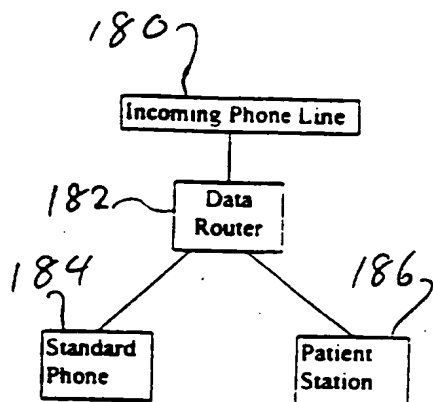 180
Incoming Phone Line
182
Data
Router
184
186
Standard
Phone
Patient
Station